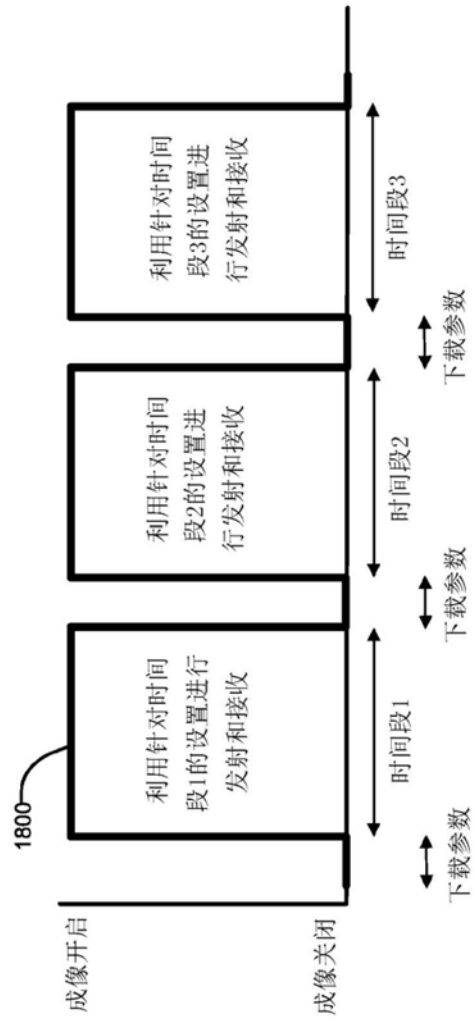 1800
成像开启
成像关闭
利用针对时间
段1的设置进行
发射和接收
利用针对时间
段2的设置进
行发射和接收
利用针对时间
段3的设置进
行发射和接收
下载参数
时间段1
下载参数
时间段2
下载参数
时间段3